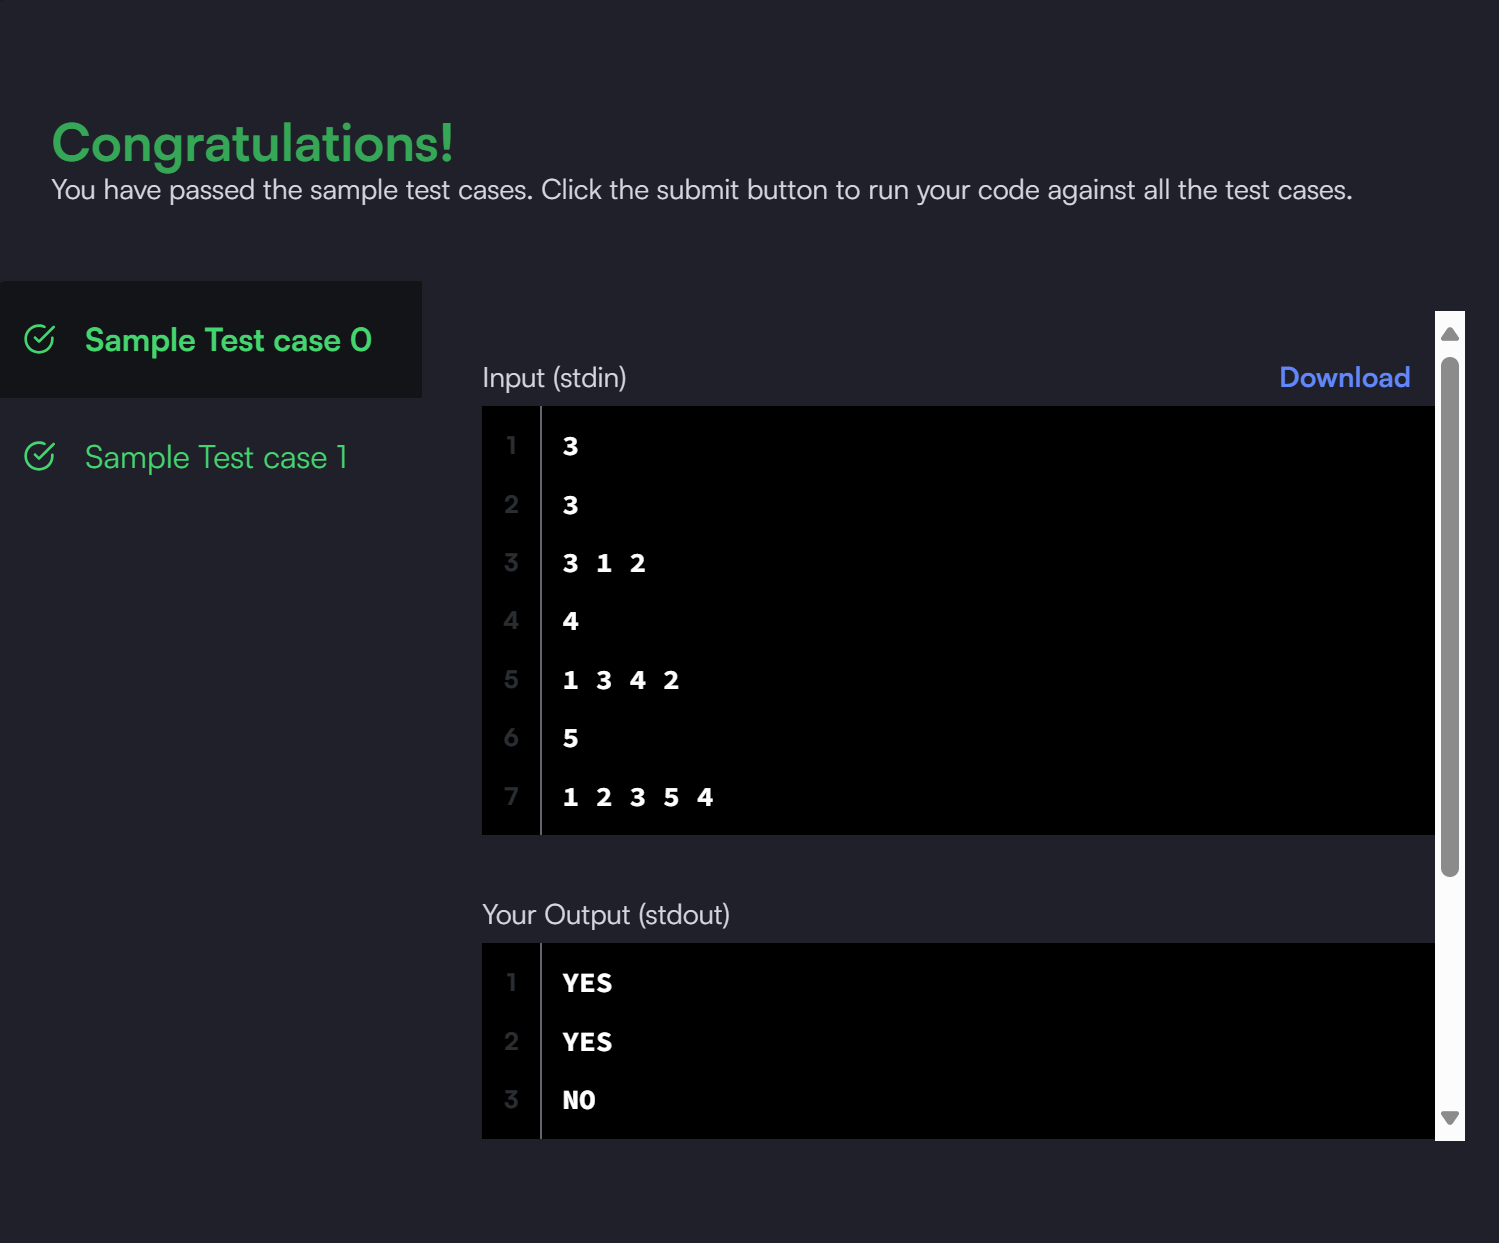 Congratulations!
You have passed the sample test cases. Click the submit button to run your code against all the test cases.
Sample Test case 0
Sample Test case 1
Input (stdin)
Download
1 3
2 3
3 3 1 2
4 4
5 1 3 4 2
6 5
7 1 2 3 5 4
Your Output (stdout)
1 YES
2 YES
3 NO